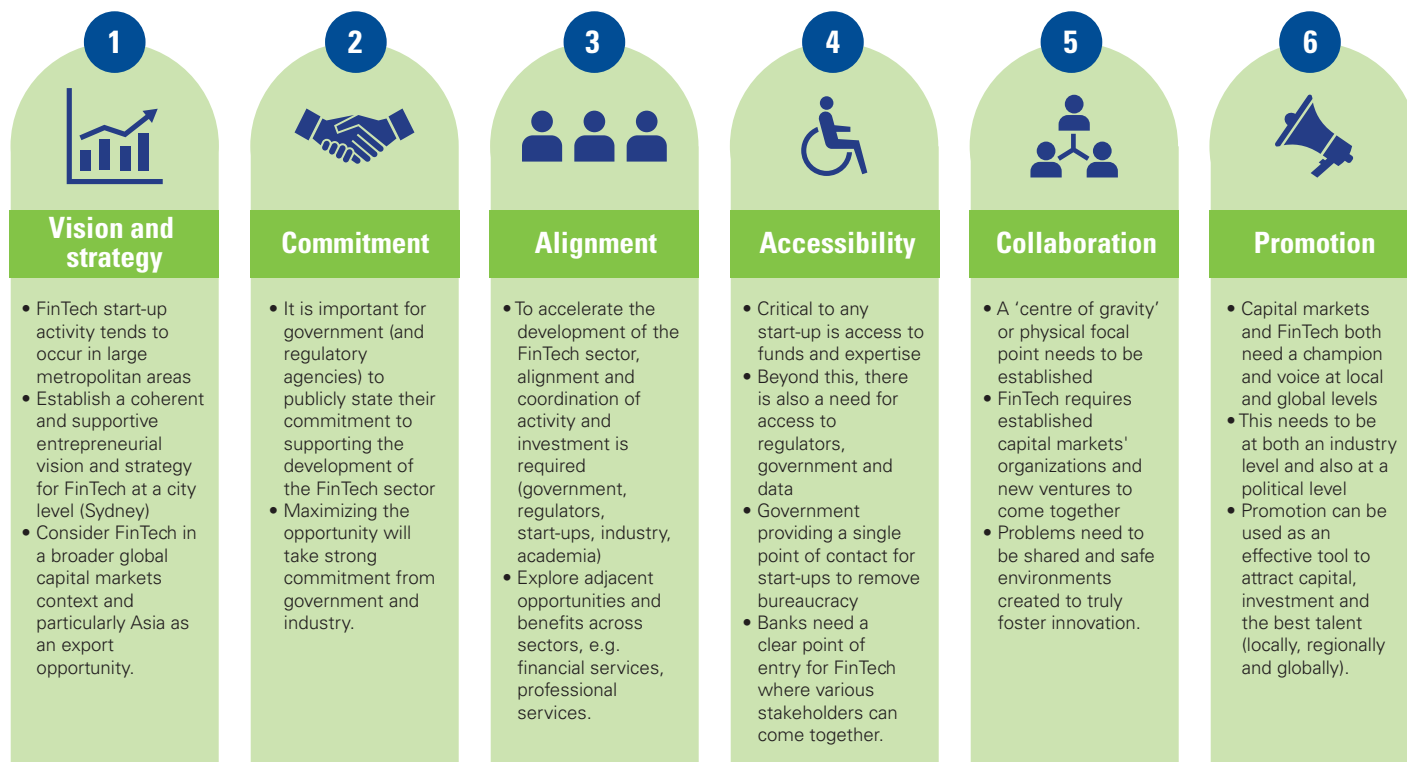 1
Vision and
strategy
• FinTech start-up
activity tends to
occur in large
metropolitan areas
• Establish a coherent
and supportive
entrepreneurial
vision and strategy
for FinTech at a city
level (Sydney)
• Consider FinTech in
a broader global
capital markets
context and
particularly Asia as
an export
opportunity.
2
Commitment
• It is important for
government (and
regulatory
agencies) to
publicly state their
commitment to
supporting the
development of
the FinTech sector
• Maximizing the
opportunity will
take strong
commitment from
government and
industry.
3
Alignment
• To accelerate the
development of the
FinTech sector,
alignment and
coordination of
activity and
investment is
required
(government,
regulators,
start-ups, industry,
academia)
• Explore adjacent
opportunities and
benefits across
sectors, e.g.
financial services,
professional
services.
4
Accessibility
• Critical to any
start-up is access to
funds and expertise
• Beyond this, there
is also a need for
access to
regulators,
government and
data
• Government
providing a single
point of contact for
start-ups to remove
bureaucracy
• Banks need a
clear point of
entry for FinTech
where various
stakeholders can
come together.
5
Collaboration
• A ‘centre of gravity’
or physical focal
point needs to be
established
• FinTech requires
established
capital markets'
organizations and
new ventures to
come together
• Problems need to
be shared and safe
environments
created to truly
foster innovation.
6
Promotion
• Capital markets
and FinTech both
need a champion
and voice at local
and global levels
• This needs to be
at both an industry
level and also at a
political level
• Promotion can be
used as an
effective tool to
attract capital,
investment and
the best talent
(locally, regionally
and globally).